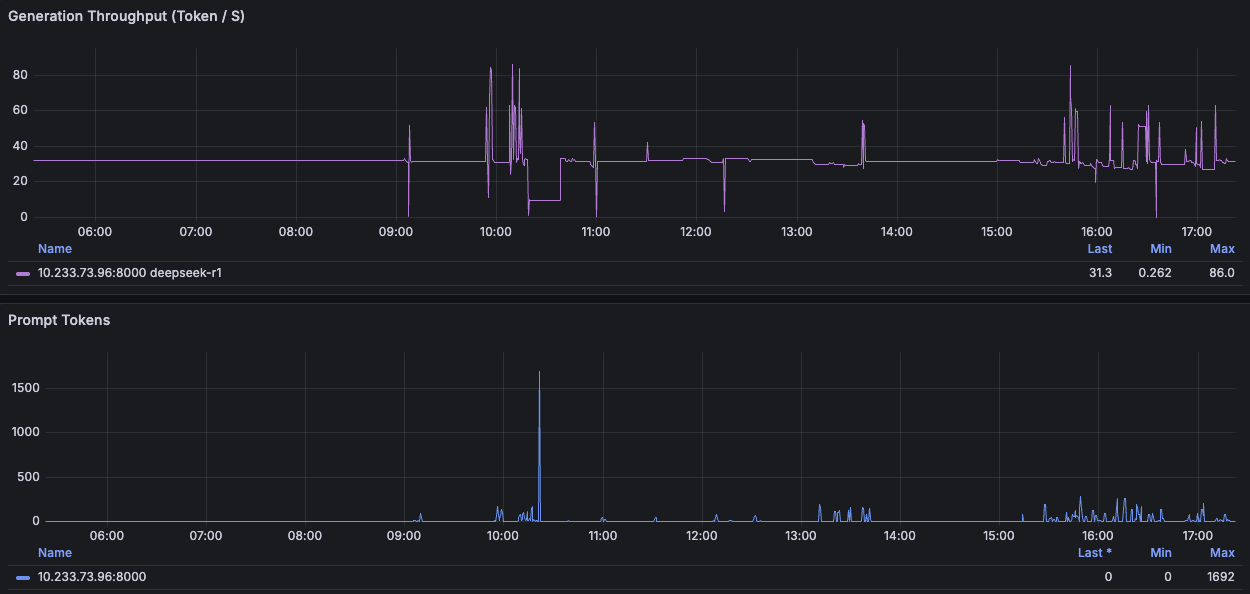 Generation Throughput (Token / S)
80
60
40
20
0
06:00 07:00 08:00 09:00 10:00 11:00 12:00 13:00 14:00 15:00 16:00 17:00
Name Last Min Max
10.233.73.96:8000 deepseek-r1 31.3 0.262 86.0
Prompt Tokens
1500
1000
500
0
06:00 07:00 08:00 09:00 10:00 11:00 12:00 13:00 14:00 15:00 16:00 17:00
Name Last * Min Max
10.233.73.96:8000 0 0 1692